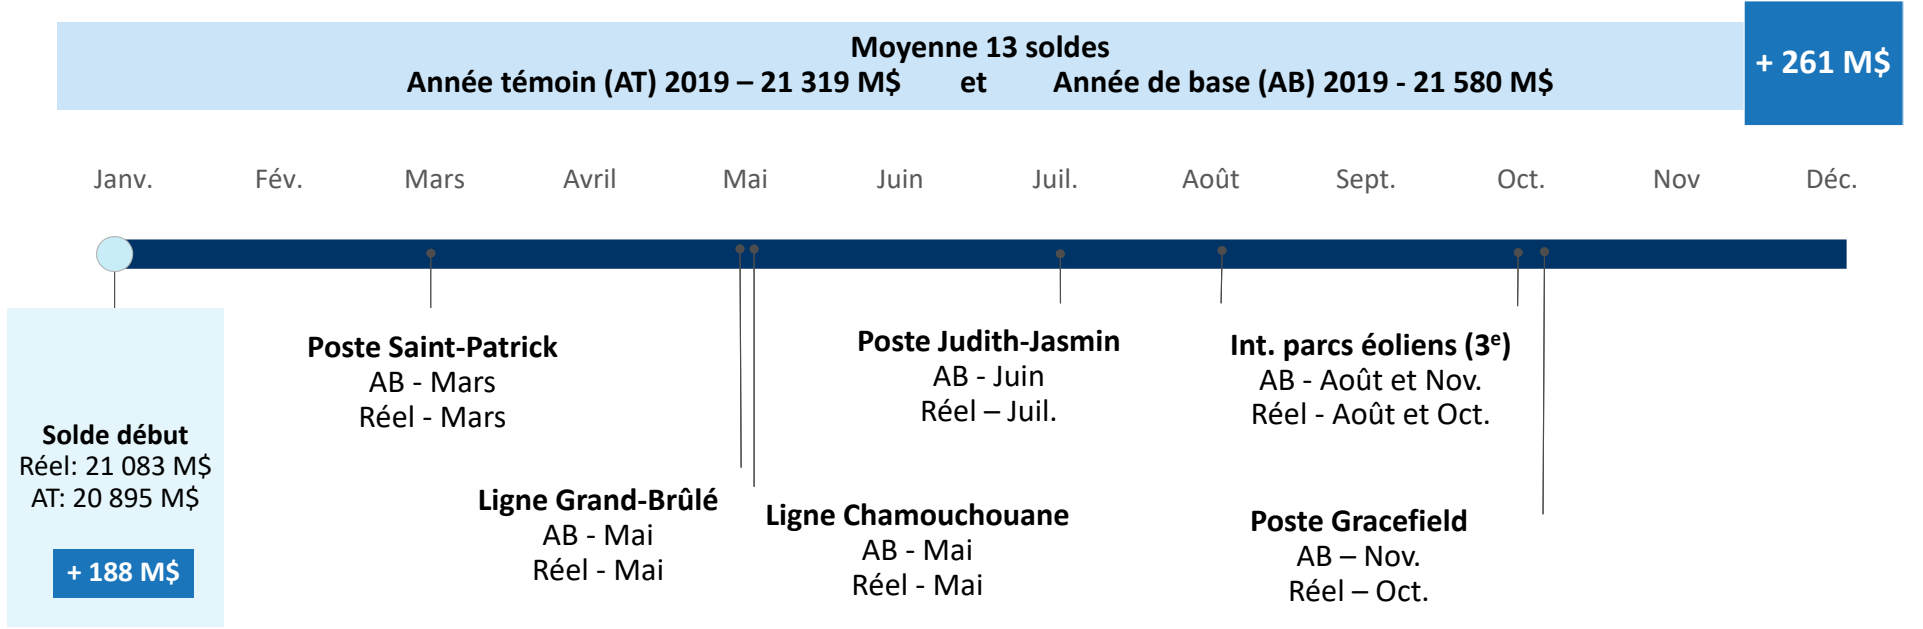 Moyenne 13 soldes
Année témoin (AT) 2019 – 21 319 M$ et Année de base (AB) 2019 - 21 580 M$
+ 261 M$
Janv. Fév. Mars Avril Mai Juin Juil. Août Sept. Oct. Nov Déc.
Solde début
Réel: 21 083 M$
AT: 20 895 M$
+ 188 M$
Poste Saint-Patrick
AB - Mars
Réel - Mars
Ligne Grand-Brûlé
AB - Mai
Réel - Mai
Ligne Chamouchouane
AB - Mai
Réel - Mai
Poste Judith-Jasmin
AB - Juin
Réel – Juil.
Int. parcs éoliens (3e)
AB - Août et Nov.
Réel - Août et Oct.
Poste Gracefield
AB – Nov.
Réel – Oct.